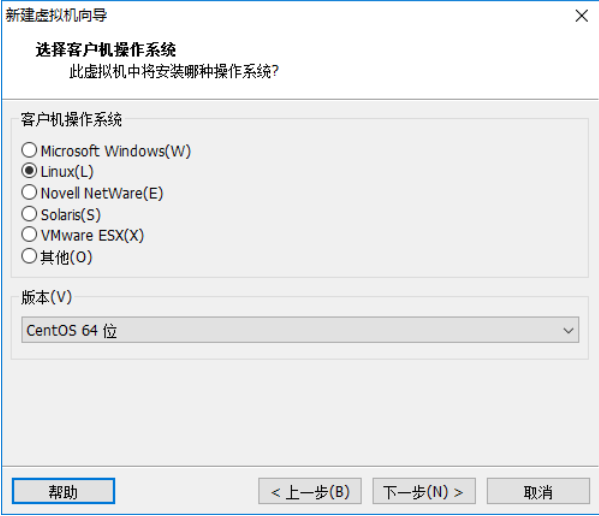 新建虚拟机向导
选择客户机操作系统
此虚拟机中将安装哪种操作系统?
客户机操作系统
Microsoft Windows(W)
Linux(L)
Novell NetWare(E)
Solaris(S)
VMware ESX(X)
其他(O)
版本(V)
CentOS 64 位
帮助
< 上一步(B)
下一步(N) >
取消